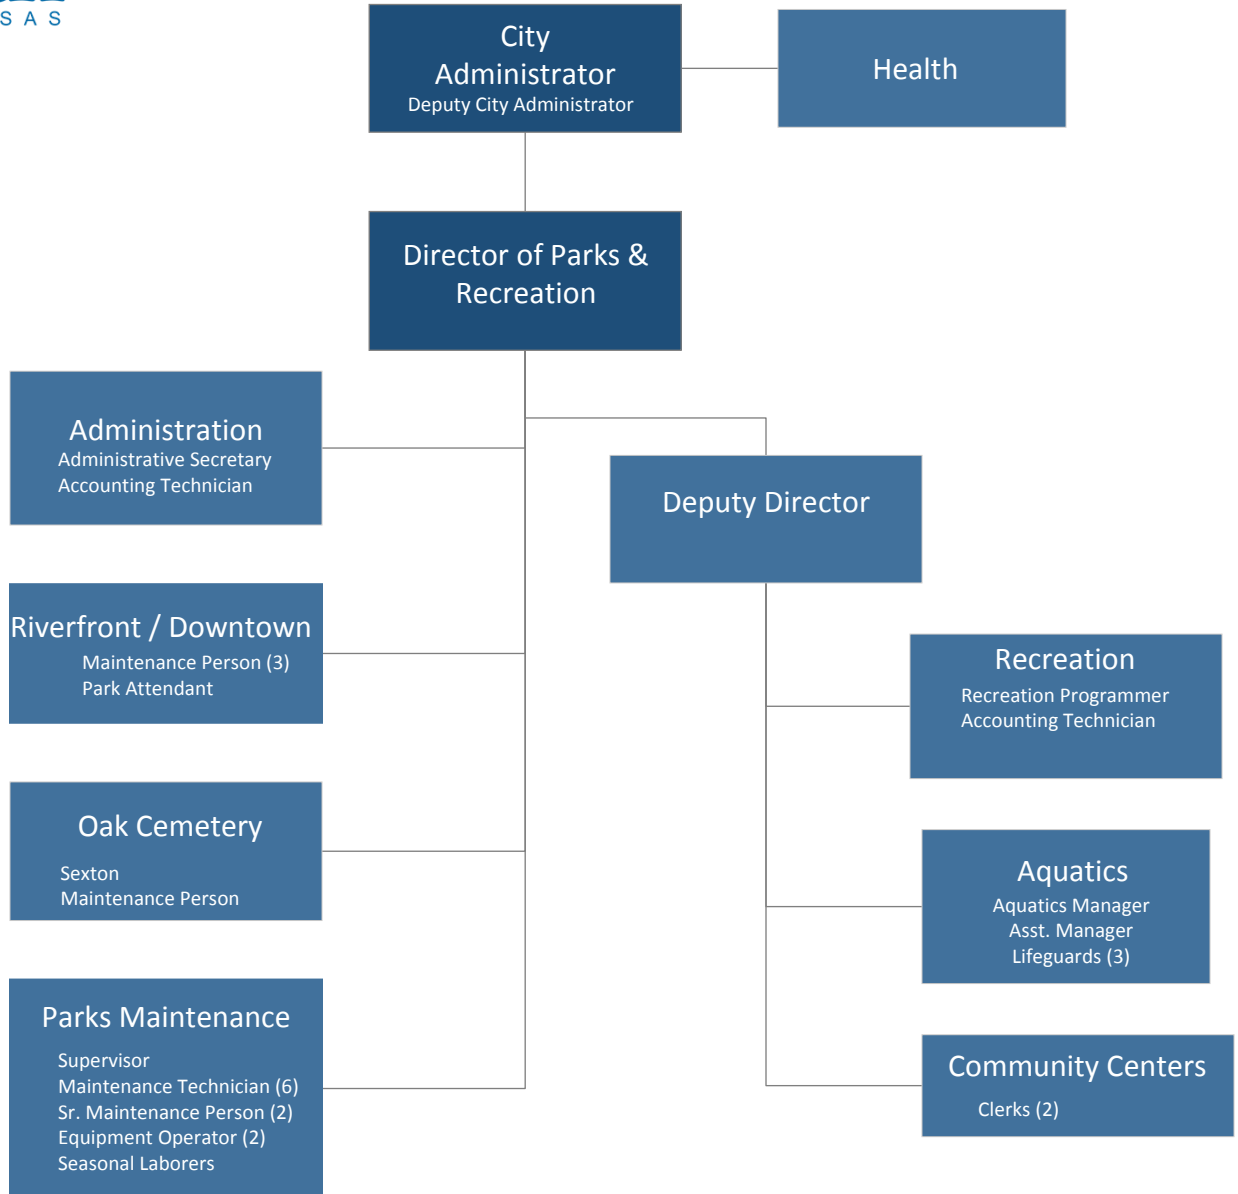 S A S
City
Administrator
Deputy City Administrator
Health
Director of Parks &
Recreation
Administration
Administrative Secretary
Accounting Technician
Deputy Director
Riverfront / Downtown
Maintenance Person (3)
Park Attendant
Recreation
Recreation Programmer
Accounting Technician
Oak Cemetery
Sexton
Maintenance Person
Aquatics
Aquatics Manager
Asst. Manager
Lifeguards (3)
Parks Maintenance
Supervisor
Maintenance Technician (6)
Sr. Maintenance Person (2)
Equipment Operator (2)
Seasonal Laborers
Community Centers
Clerks (2)